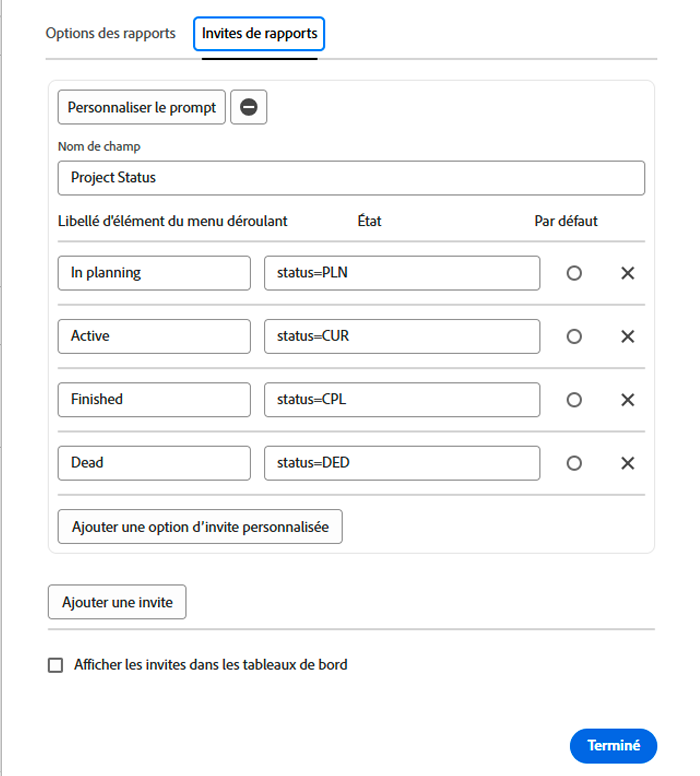 Options des rapports Invites de rapports
Personnaliser le prompt
Nom de champ
Project Status
Libellé d'élément du menu déroulant État Par défaut
In planning status=PLN
Active status=CUR
Finished status=CPL
Dead status=DED
Ajouter une option d’invite personnalisée
Ajouter une invite
Afficher les invites dans les tableaux de bord
Terminé